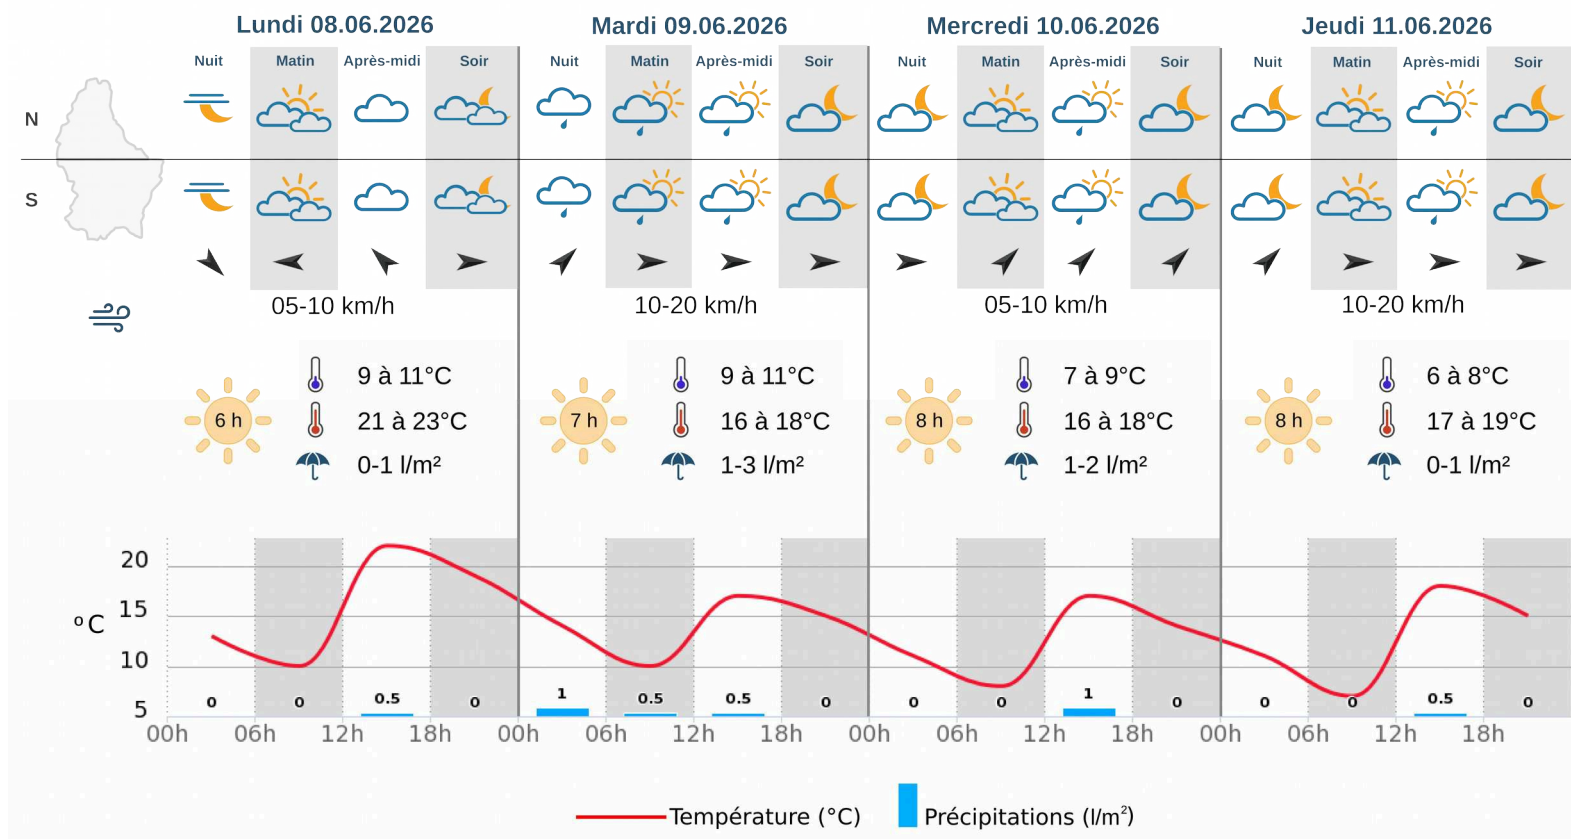 Lundi 08.06.2026 Mardi 09.06.2026 Mercredi 10.06.2026 Jeudi 11.06.2026
Nuit Matin Après-midi Soir Nuit Matin Après-midi Soir Nuit Matin Après-midi Soir Nuit Matin Après-midi Soir
N
S
05-10 km/h 10-20 km/h 05-10 km/h 10-20 km/h
9 à 11°C 9 à 11°C 7 à 9°C 6 à 8°C
6 h 21 à 23°C 7 h 16 à 18°C 8 h 16 à 18°C 8 h 17 à 19°C
0-1 l/m² 1-3 l/m² 1-2 l/m² 0-1 l/m²
20
15
°C
10
0 0 0.5 0 1 0.5 0.5 0 0 0 1 0 0 0 0.5 0
5
00h 06h 12h 18h 00h 06h 12h 18h 00h 06h 12h 18h 00h 06h 12h 18h
Température (°C) Précipitations (l/m²)